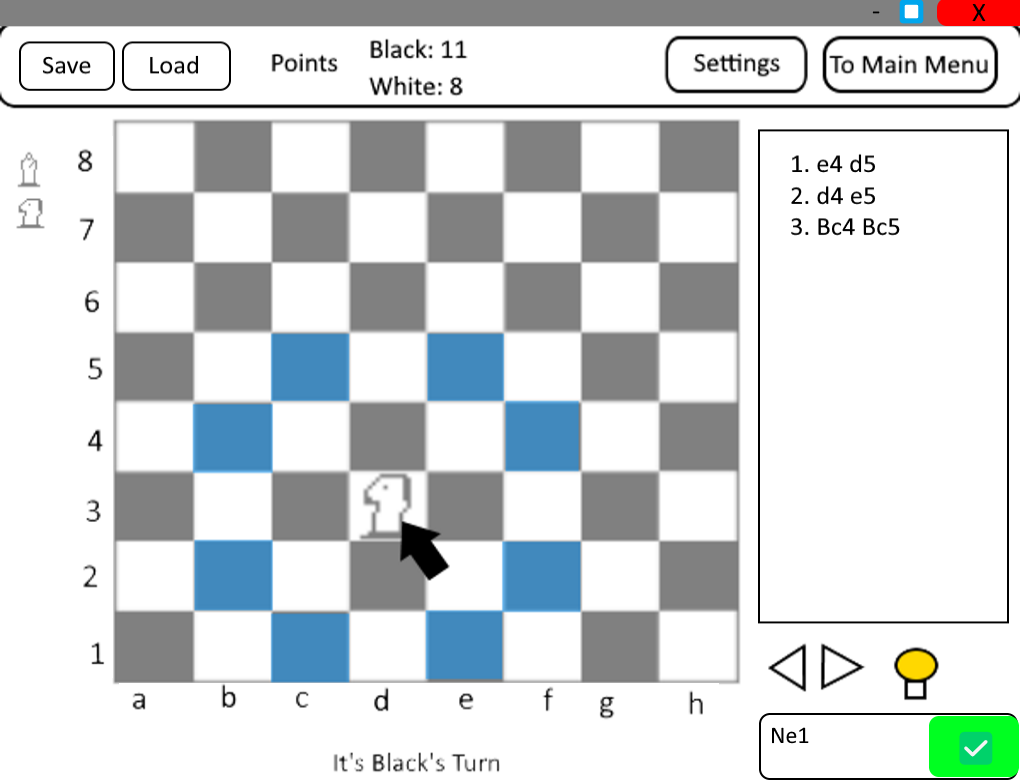 - X
Save Load Points Black: 11 Settings To Main Menu
White: 8
8
7
6
5
4
3
2
1
a b c d e f g h
1. e4 d5
2. d4 e5
3. Bc4 Bc5
Ne1
It's Black's Turn